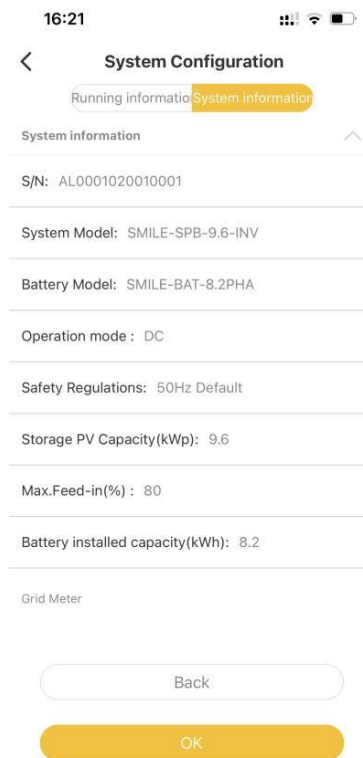 16:21
System Configuration
Running informatio System information
System information
S/N: AL0001020010001
System Model: SMILE-SPB-9.6-INV
Battery Model: SMILE-BAT-8.2PHA
Operation mode : DC
Safety Regulations: 50Hz Default
Storage PV Capacity(kWp): 9.6
Max.Feed-in(%) : 80
Battery installed capacity(kWh): 8.2
Grid Meter
Back
OK